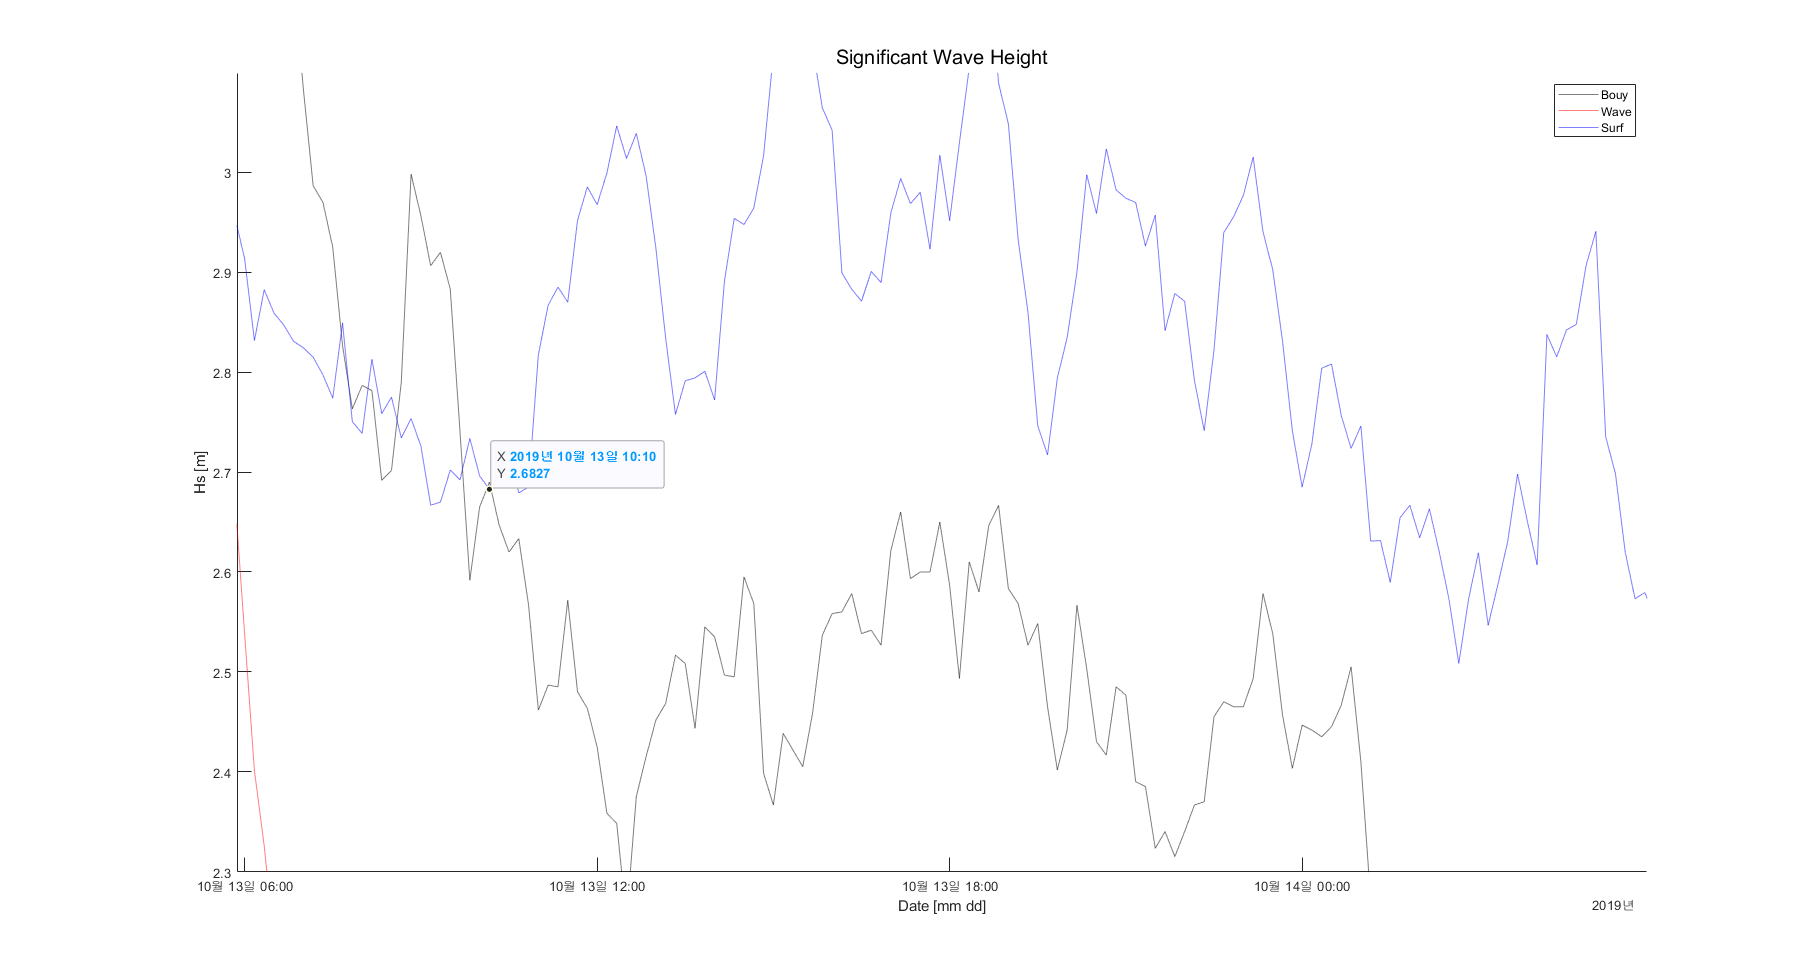 Significant Wave Height
Bouy
Wave
Surf
3
2.9
2.8
2.7
2.6
2.5
2.4
2.3
Hs [m]
X 2019년 10월 13일 10:10
Y 2.6827
10월 13일 06:00
10월 13일 12:00
10월 13일 18:00
10월 14일 00:00
Date [mm dd]
2019년